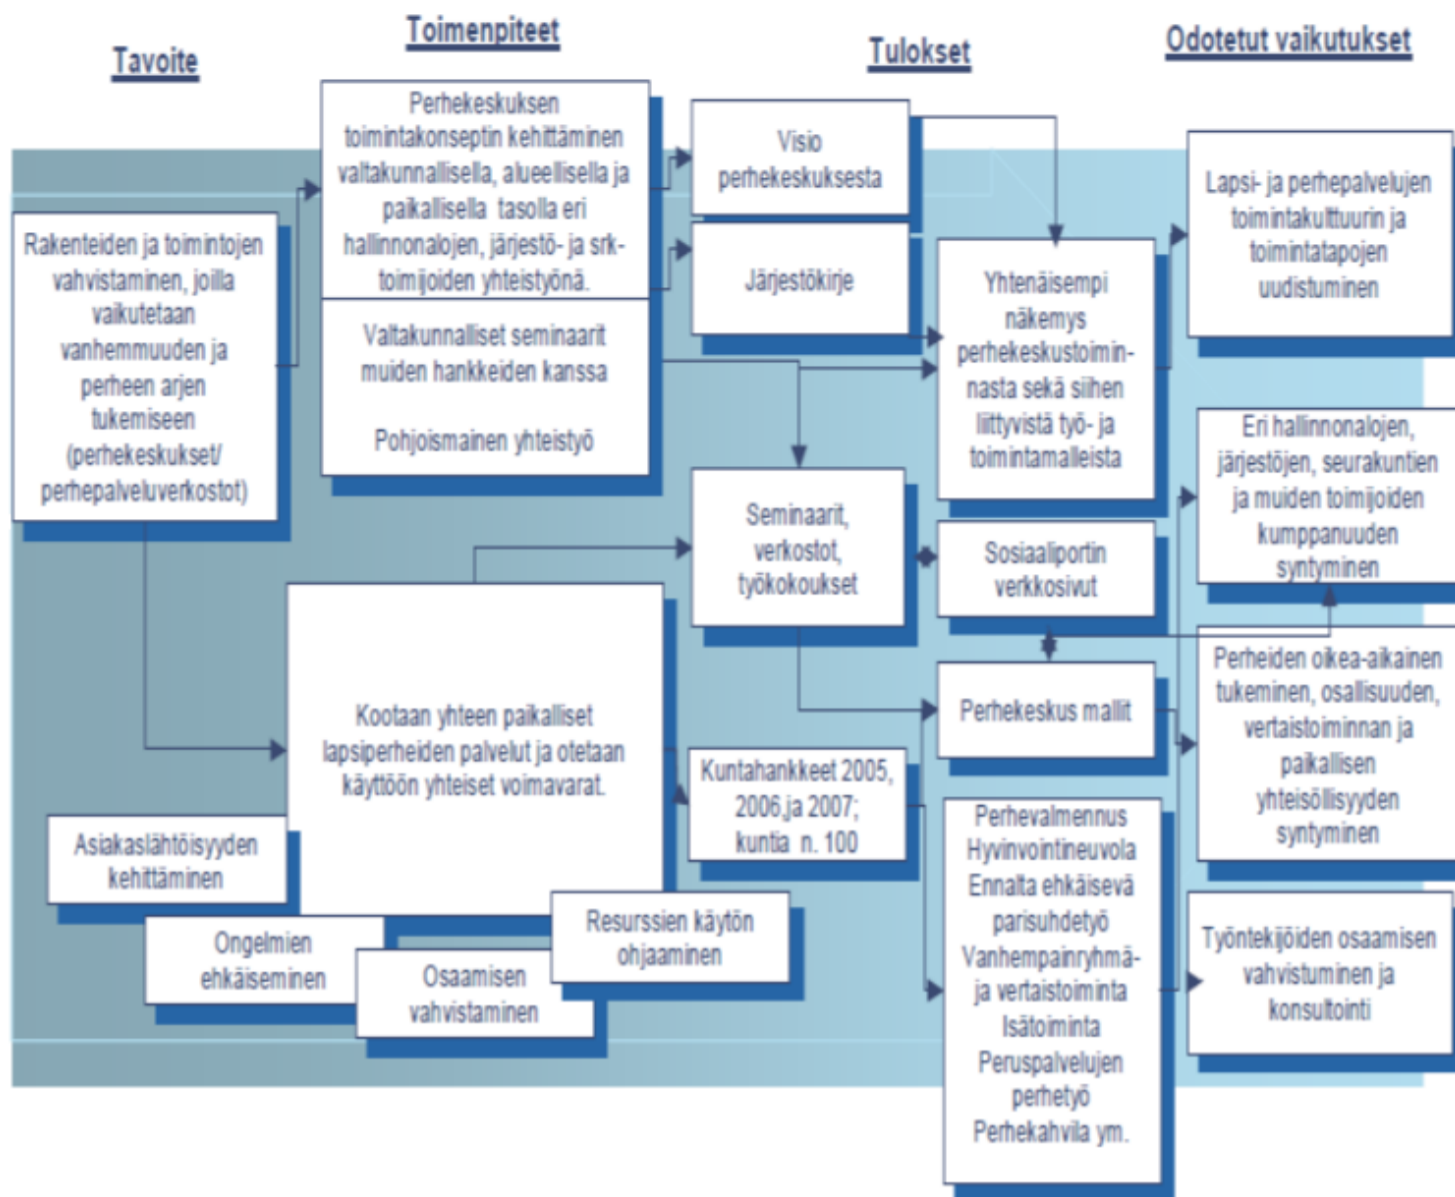 Tavoite
Toimenpiteet
Tulokset
Odotetut vaikutukset
Rakenteiden ja toimintojen
vahvistaminen, joilla
vaikutetaan
vanhemmuuden ja
perheen arjen
tukemiseen
(perhekeskukset/
perhepalveluverkostot)
Perhekeskuksen
toimintakonseptin kehittäminen
valtakunnallisella, alueellisella ja
paikallisella tasolla eri
hallinnonalojen, järjestö- ja srk-
toimijoiden yhteistyönä.
Valtakunnalliset seminaarit
muiden hankkeiden kanssa
Pohjoismainen yhteistyö
Kootaan yhteen paikalliset
lapsiperheiden palvelut ja otetaan
käyttöön yhteiset voimavarat.
Asiakaslähtöisyyden
kehittäminen
Ongelmien
ehkäiseminen
Osaamisen
vahvistaminen
Resurssien käytön
ohjaaminen
Visio
perhekeskuksesta
Järjestökirje
Seminaarit,
verkostot,
työkokoukset
Kuntahankkeet 2005,
2006,ja 2007;
kuntia n. 100
Yhtenäisempi
näkemys
perhekeskustoimin-
nasta sekä siihen
liittyvistä työ- ja
toimintamalleista
Sosiaaliportin
verkkosivut
Perhekeskus mallit
Perhevalmennus
Hyvinvointineuvola
Ennalta ehkäisevä
parisuhdetyö
Vanhempainryhmä-
ja vertaistoiminta
Isätoiminta
Peruspalvelujen
perhetyö
Perhekahvila ym.
Lapsi- ja perhepalvelujen
toimintakulttuurin ja
toimintatapojen
uudistuminen
Eri hallinnonalojen,
järjestöjen, seurakuntien
ja muiden toimijoiden
kumppanuuden
syntyminen
Perheiden oikea-aikainen
tukeminen, osallisuuden,
vertaistoiminnan ja
paikallisen
yhteisöllisyyden
syntyminen
Työntekijöiden osaamisen
vahvistuminen ja
konsultointi